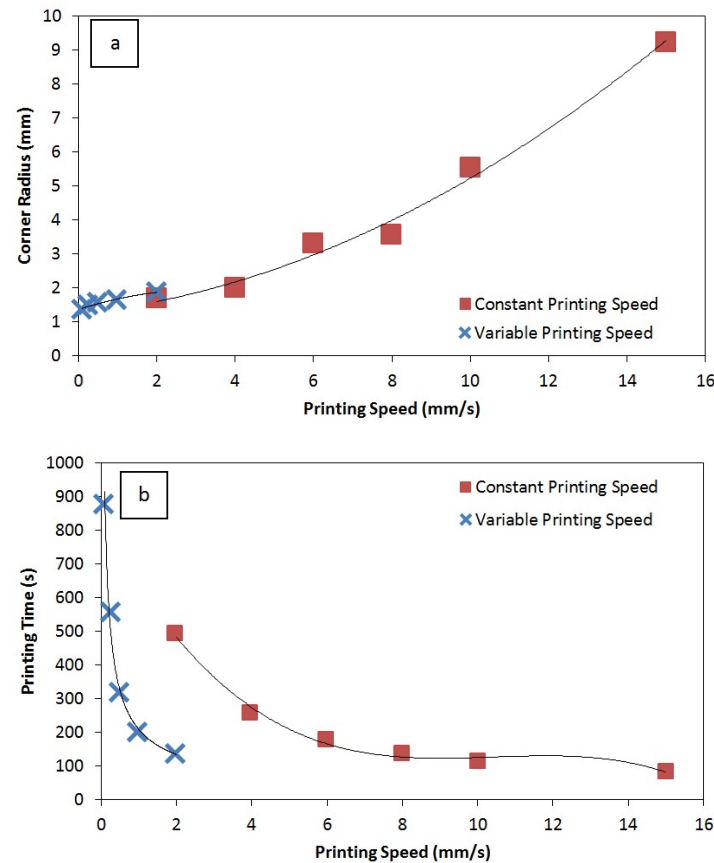 10
9
8
7
6
5
4
3
2
1
0
a
Corner Radius (mm)
Constant Printing Speed
Variable Printing Speed
0 2 4 6 8 10 12 14 16
Printing Speed (mm/s)
1000
900
800
700
600
500
400
300
200
100
0
b
Printing Time (s)
Constant Printing Speed
Variable Printing Speed
0 2 4 6 8 10 12 14 16
Printing Speed (mm/s)